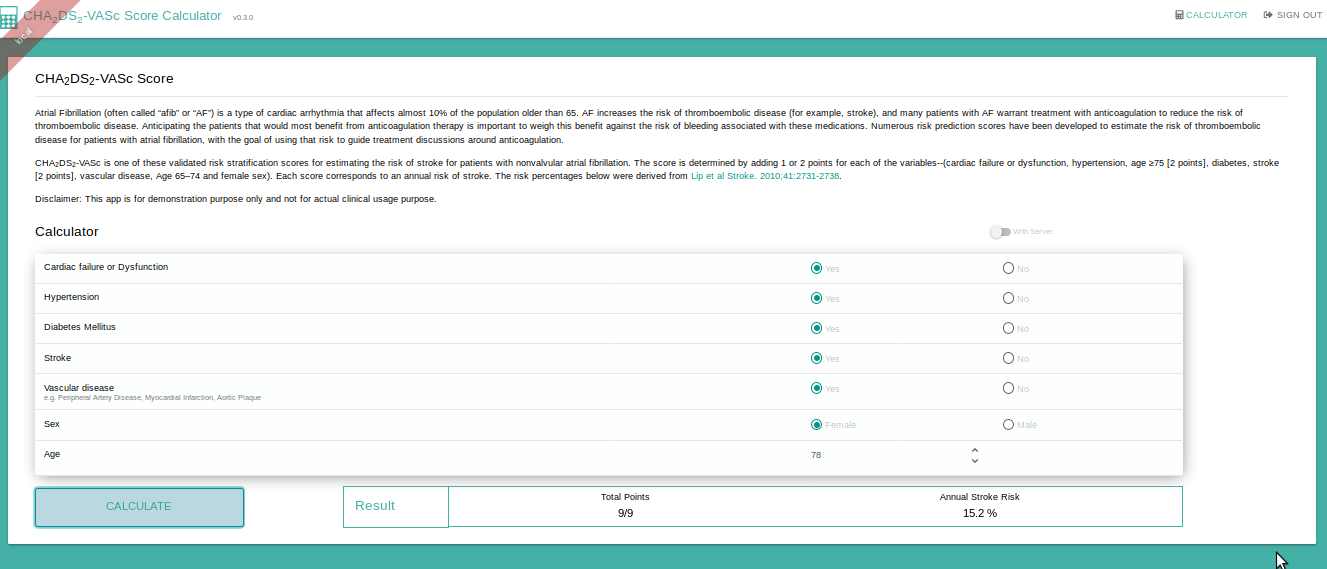 CHA2DS2-VASc Score Calculator v0.3.0
CALCULATOR SIGN OUT
local
CHA2DS2-VASc Score
Atrial Fibrillation (often called “afib” or “AF”) is a type of cardiac arrhythmia that affects almost 10% of the population older than 65. AF increases the risk of thromboembolic disease (for example, stroke), and many patients with AF warrant treatment with anticoagulation to reduce the risk of
thromboembolic disease. Anticipating the patients that would most benefit from anticoagulation therapy is important to weigh this benefit against the risk of bleeding associated with these medications. Numerous risk prediction scores have been developed to estimate the risk of thromboembolic
disease for patients with atrial fibrillation, with the goal of using that risk to guide treatment discussions around anticoagulation.
CHA2DS2-VASc is one of these validated risk stratification scores for estimating the risk of stroke for patients with nonvalvular atrial fibrillation. The score is determined by adding 1 or 2 points for each of the variables--(cardiac failure or dysfunction, hypertension, age ≥75 [2 points], diabetes, stroke
[2 points], vascular disease, Age 65–74 and female sex). Each score corresponds to an annual risk of stroke. The risk percentages below were derived from Lip et al Stroke. 2010;41:2731-2738.
Disclaimer: This app is for demonstration purpose only and not for actual clinical usage purpose.
Calculator With Server
Cardiac failure or Dysfunction Yes No
Hypertension Yes No
Diabetes Mellitus Yes No
Stroke Yes No
Vascular disease Yes No
e.g. Peripheral Artery Disease, Myocardial Infarction, Aortic Plaque
Sex Female Male
Age 78
CALCULATE Result
Total Points Annual Stroke Risk
9/9 15.2 %